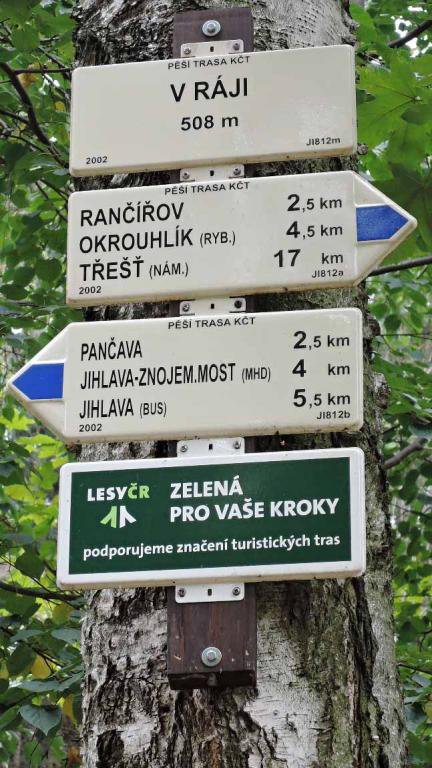 PĚŠÍ TRASA KČT
V RÁJI
508 m
2002 JI812m
PĚŠÍ TRASA KČT
RANČÍŘOV 2,5 km
OKROUHLÍK (RYB.) 4,5 km
TŘEŠŤ (NÁM.) 17 km
2002 JI812a
PĚŠÍ TRASA KČT
PANČAVA 2,5 km
JIHLAVA-ZNOJEM.MOST (MHD) 4 km
JIHLAVA (BUS) 5,5 km
2002 JI812b
LESYČR ZELENÁ
PRO VAŠE KROKY
podporujeme značení turistických tras